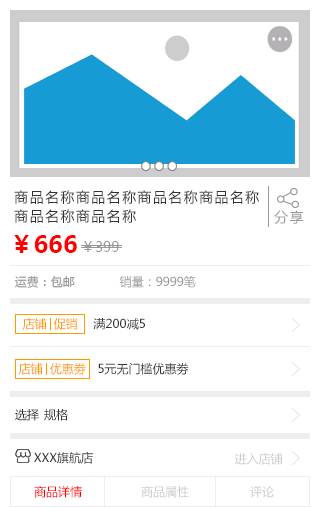 商品名称商品名称商品名称商品名称
商品名称商品名称
分享
¥ 666 ¥399
运费：包邮 销量：9999笔
店铺|促销 满200减5
店铺|优惠劵 5元无门槛优惠劵
选择 规格
XXX旗舰店 进入店铺
商品详情 商品属性 评论